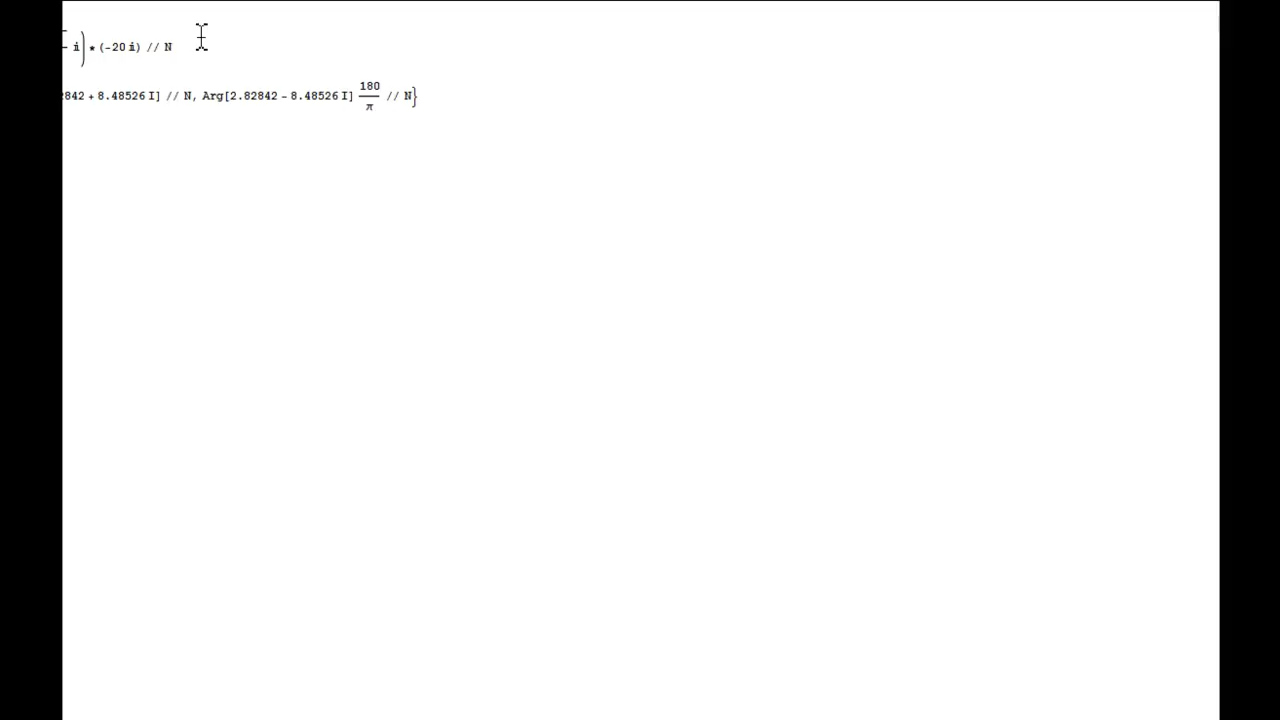 i) * (-20 i) // N
842 + 8.48526 I] // N, Arg[2.82842 - 8.48526 I] 180/π // N}